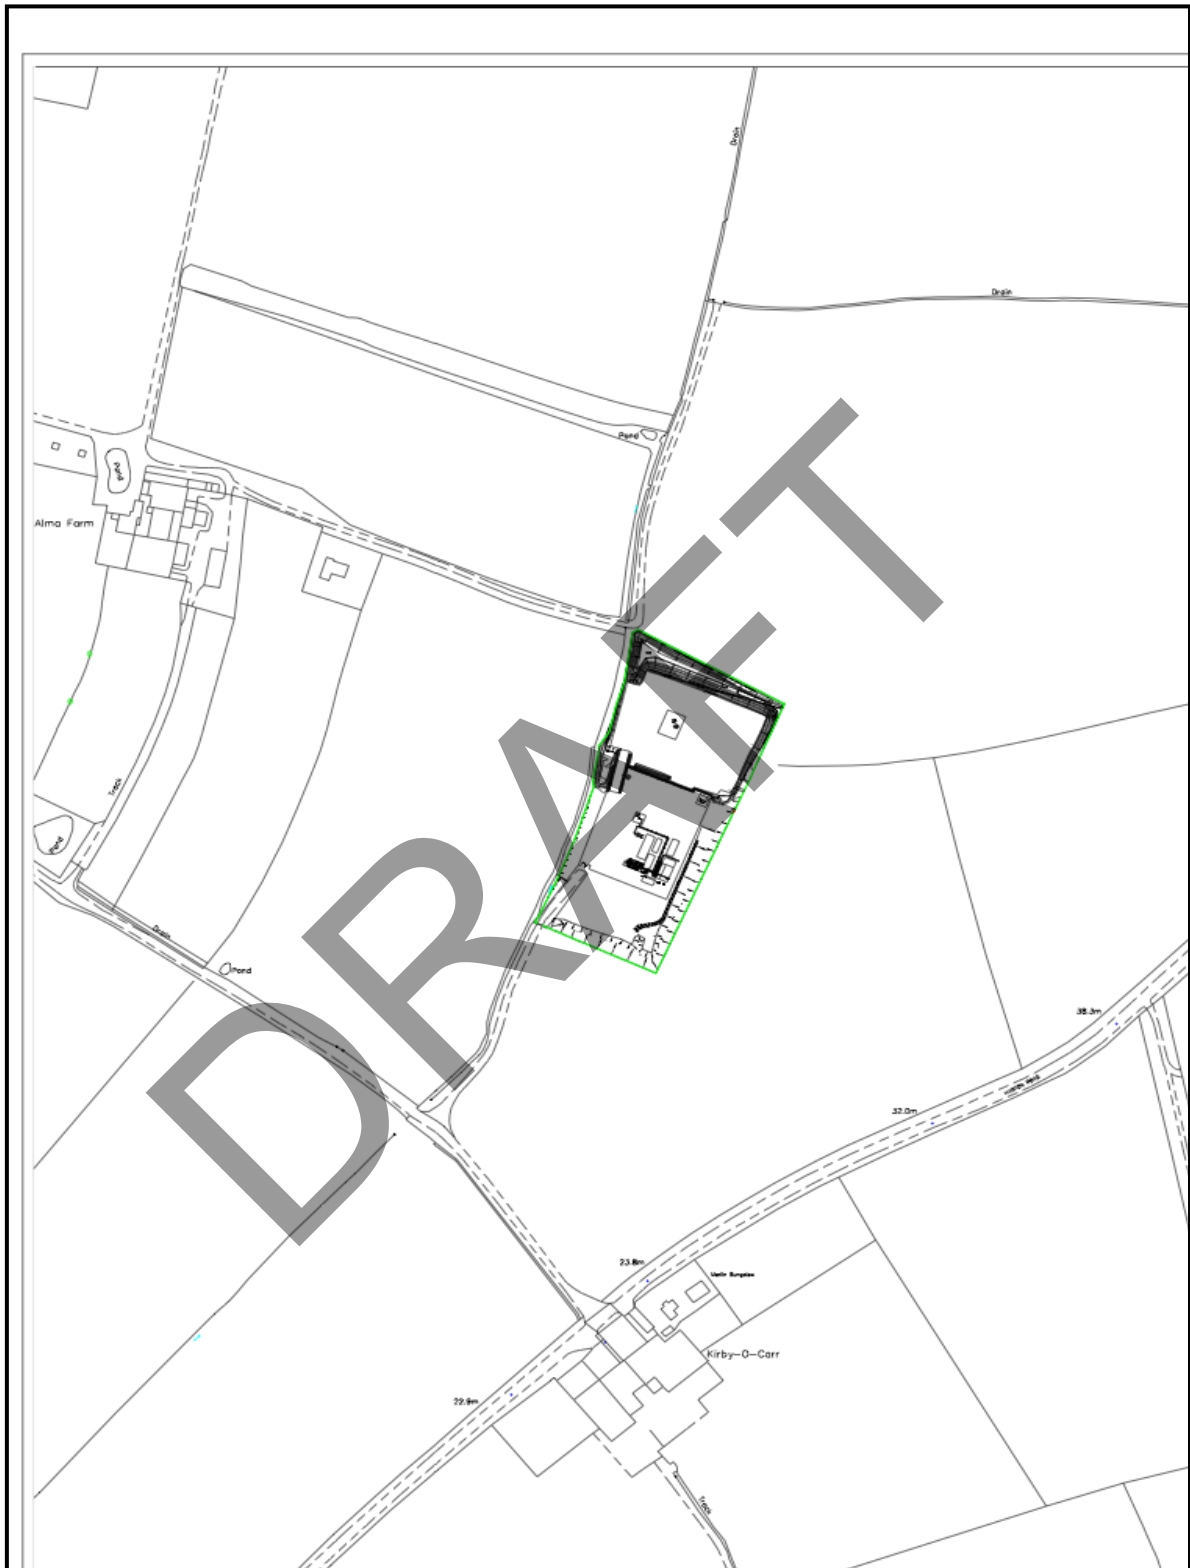 Drain
Drain
Pond
Pond
Alma Farm
Track
Pond
Drain
Pond
38.3m
32.0m
23.8m
Kirby-O-Carr
22.9m
Track
DRAFT